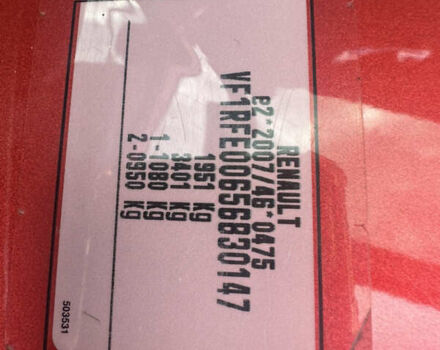 RENAULT
e2*2007/46*0475
VF1RFE00656830147
1951 kg
3401 kg
1-1080 kg
2-0950 kg
503531